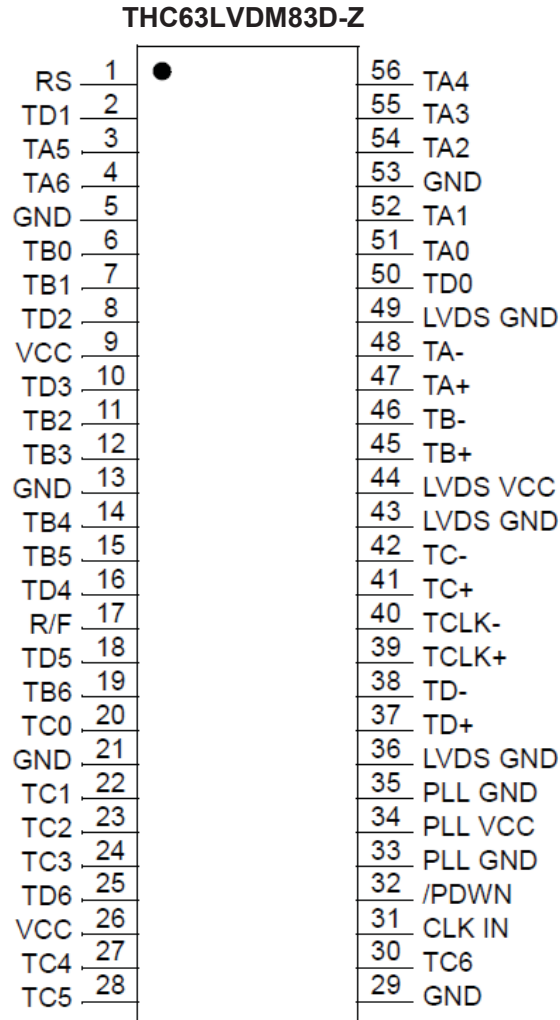 THC63LVDM83D-Z
RS 1 56 TA4
TD1 2 55 TA3
TA5 3 54 TA2
TA6 4 53 GND
GND 5 52 TA1
TB0 6 51 TA0
TB1 7 50 TD0
TD2 8 49 LVDS GND
VCC 9 48 TA-
TD3 10 47 TA+
TB2 11 46 TB-
TB3 12 45 TB+
GND 13 44 LVDS VCC
TB4 14 43 LVDS GND
TB5 15 42 TC-
TD4 16 41 TC+
R/F 17 40 TCLK-
TD5 18 39 TCLK+
TB6 19 38 TD-
TC0 20 37 TD+
GND 21 36 LVDS GND
TC1 22 35 PLL GND
TC2 23 34 PLL VCC
TC3 24 33 PLL GND
TD6 25 32 /PDWN
VCC 26 31 CLK IN
TC4 27 30 TC6
TC5 28 29 GND